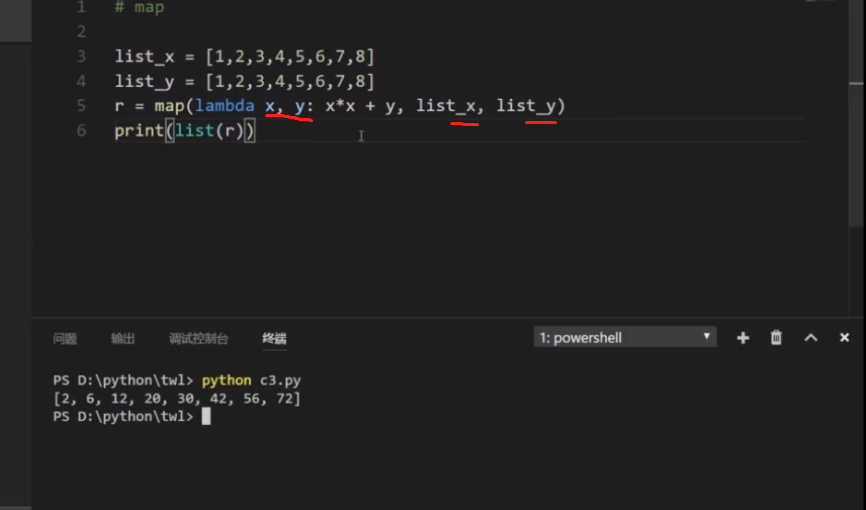 1 # map
2
3 list_x = [1,2,3,4,5,6,7,8]
4 list_y = [1,2,3,4,5,6,7,8]
5 r = map(lambda x, y: x*x + y, list_x, list_y)
6 print(list(r))
问题 输出 调试控制台 终端 1: powershell
PS D:\python\twl> python c3.py
[2, 6, 12, 20, 30, 42, 56, 72]
PS D:\python\twl>